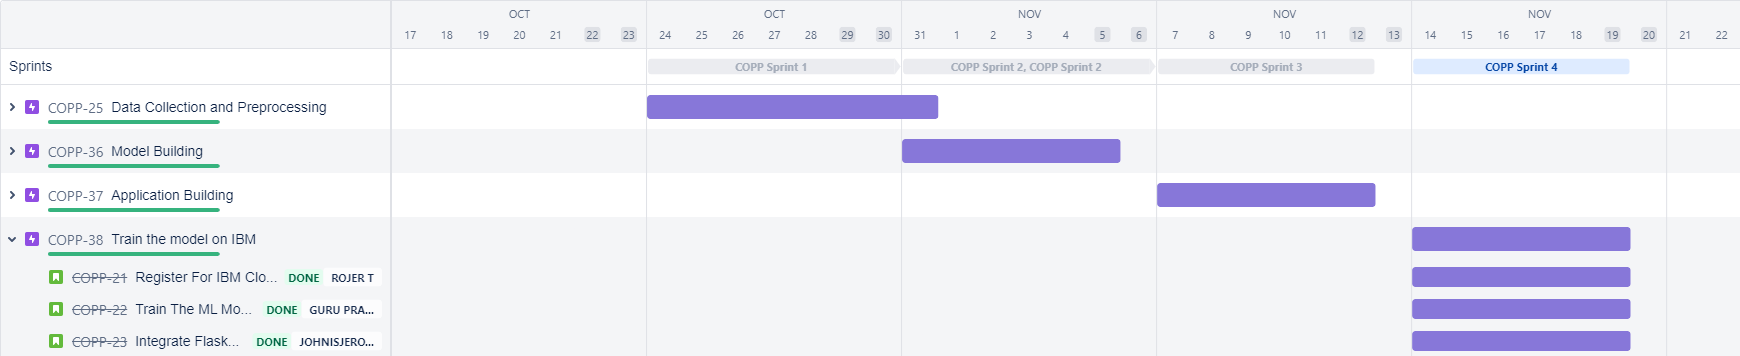 OCT OCT NOV NOV NOV
17 18 19 20 21 22 23 24 25 26 27 28 29 30 31 1 2 3 4 5 6 7 8 9 10 11 12 13 14 15 16 17 18 19 20 21 22
Sprints COPP Sprint 1 COPP Sprint 2, COPP Sprint 2 COPP Sprint 3 COPP Sprint 4
COPP-25 Data Collection and Preprocessing
COPP-36 Model Building
COPP-37 Application Building
COPP-38 Train the model on IBM
COPP-21 Register For IBM Clo... DONE ROJER T
COPP-22 Train The ML Mo... DONE GURU PRA...
COPP-23 Integrate Flask... DONE JOHNISJERO...